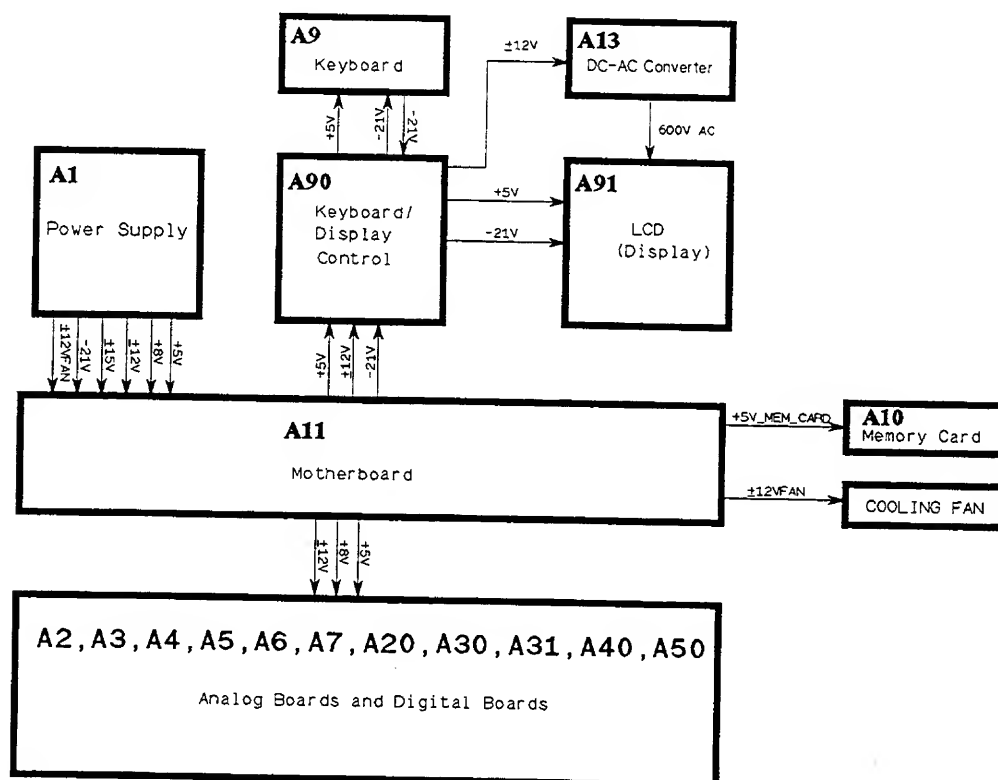 A9
Keyboard
±12V
A13
DC-AC Converter
+5V
-21V
-21V
600V AC
A1
Power Supply
A90
Keyboard/
Display
Control
+5V
-21V
A91
LCD
(Display)
±12VFAN
-21V
±15V
±12V
+8V
+5V
+5V
±12V
-21V
A11
Motherboard
+5V_MEM_CARD
A10
Memory Card
±12VFAN
COOLING FAN
±12V
+8V
+5V
A2,A3,A4,A5,A6,A7,A20,A30,A31,A40,A50
Analog Boards and Digital Boards